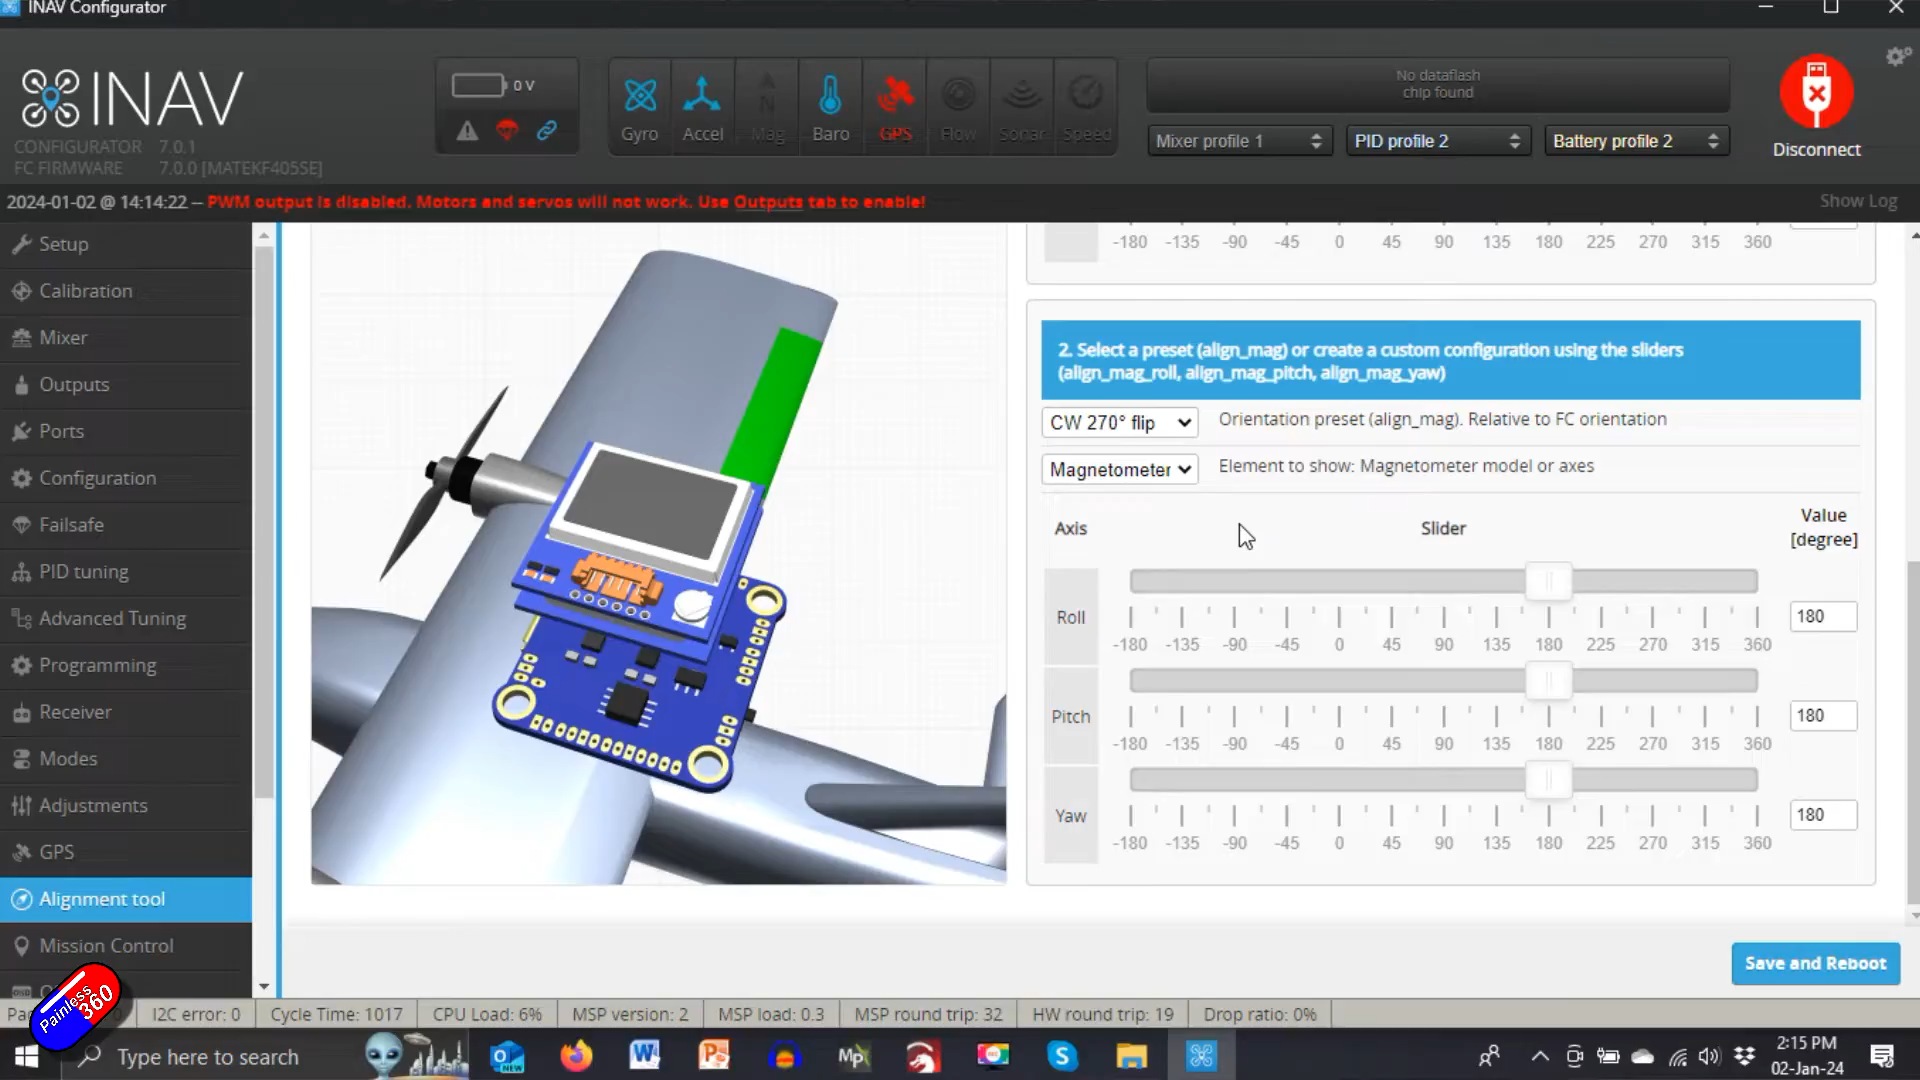 INAV Configurator
INAV
CONFIGURATOR 7.0.1
FC FIRMWARE 7.0.0 [MATEKF405SE]
0 V
Gyro
Accel
Mag
Baro
GPS
Flow
Sonar
Speed
No dataflash
chip found
Mixer profile 1
PID profile 2
Battery profile 2
Disconnect
2024-01-02 @ 14:14:22 -- PWM output is disabled. Motors and servos will not work. Use Outputs tab to enable!
Show Log
Setup
Calibration
Mixer
Outputs
Ports
Configuration
Failsafe
PID tuning
Advanced Tuning
Programming
Receiver
Modes
Adjustments
GPS
Alignment tool
Mission Control
-180 -135 -90 -45 0 45 90 135 180 225 270 315 360
2. Select a preset (align_mag) or create a custom configuration using the sliders
(align_mag_roll, align_mag_pitch, align_mag_yaw)
CW 270° flip
Orientation preset (align_mag). Relative to FC orientation
Magnetometer
Element to show: Magnetometer model or axes
Axis
Slider
Value
[degree]
Roll
-180 -135 -90 -45 0 45 90 135 180 225 270 315 360
180
Pitch
-180 -135 -90 -45 0 45 90 135 180 225 270 315 360
180
Yaw
-180 -135 -90 -45 0 45 90 135 180 225 270 315 360
180
Save and Reboot
Painless
360
I2C error: 0
Cycle Time: 1017
CPU Load: 6%
MSP version: 2
MSP load: 0.3
MSP round trip: 32
HW round trip: 19
Drop ratio: 0%
Type here to search
NEW
Mp
2:15 PM
02-Jan-24